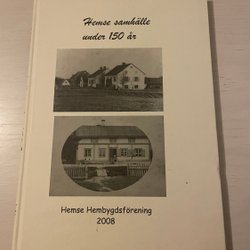 Hemse samhälle
under 150 år
Hemse Hembygdsförening
2008